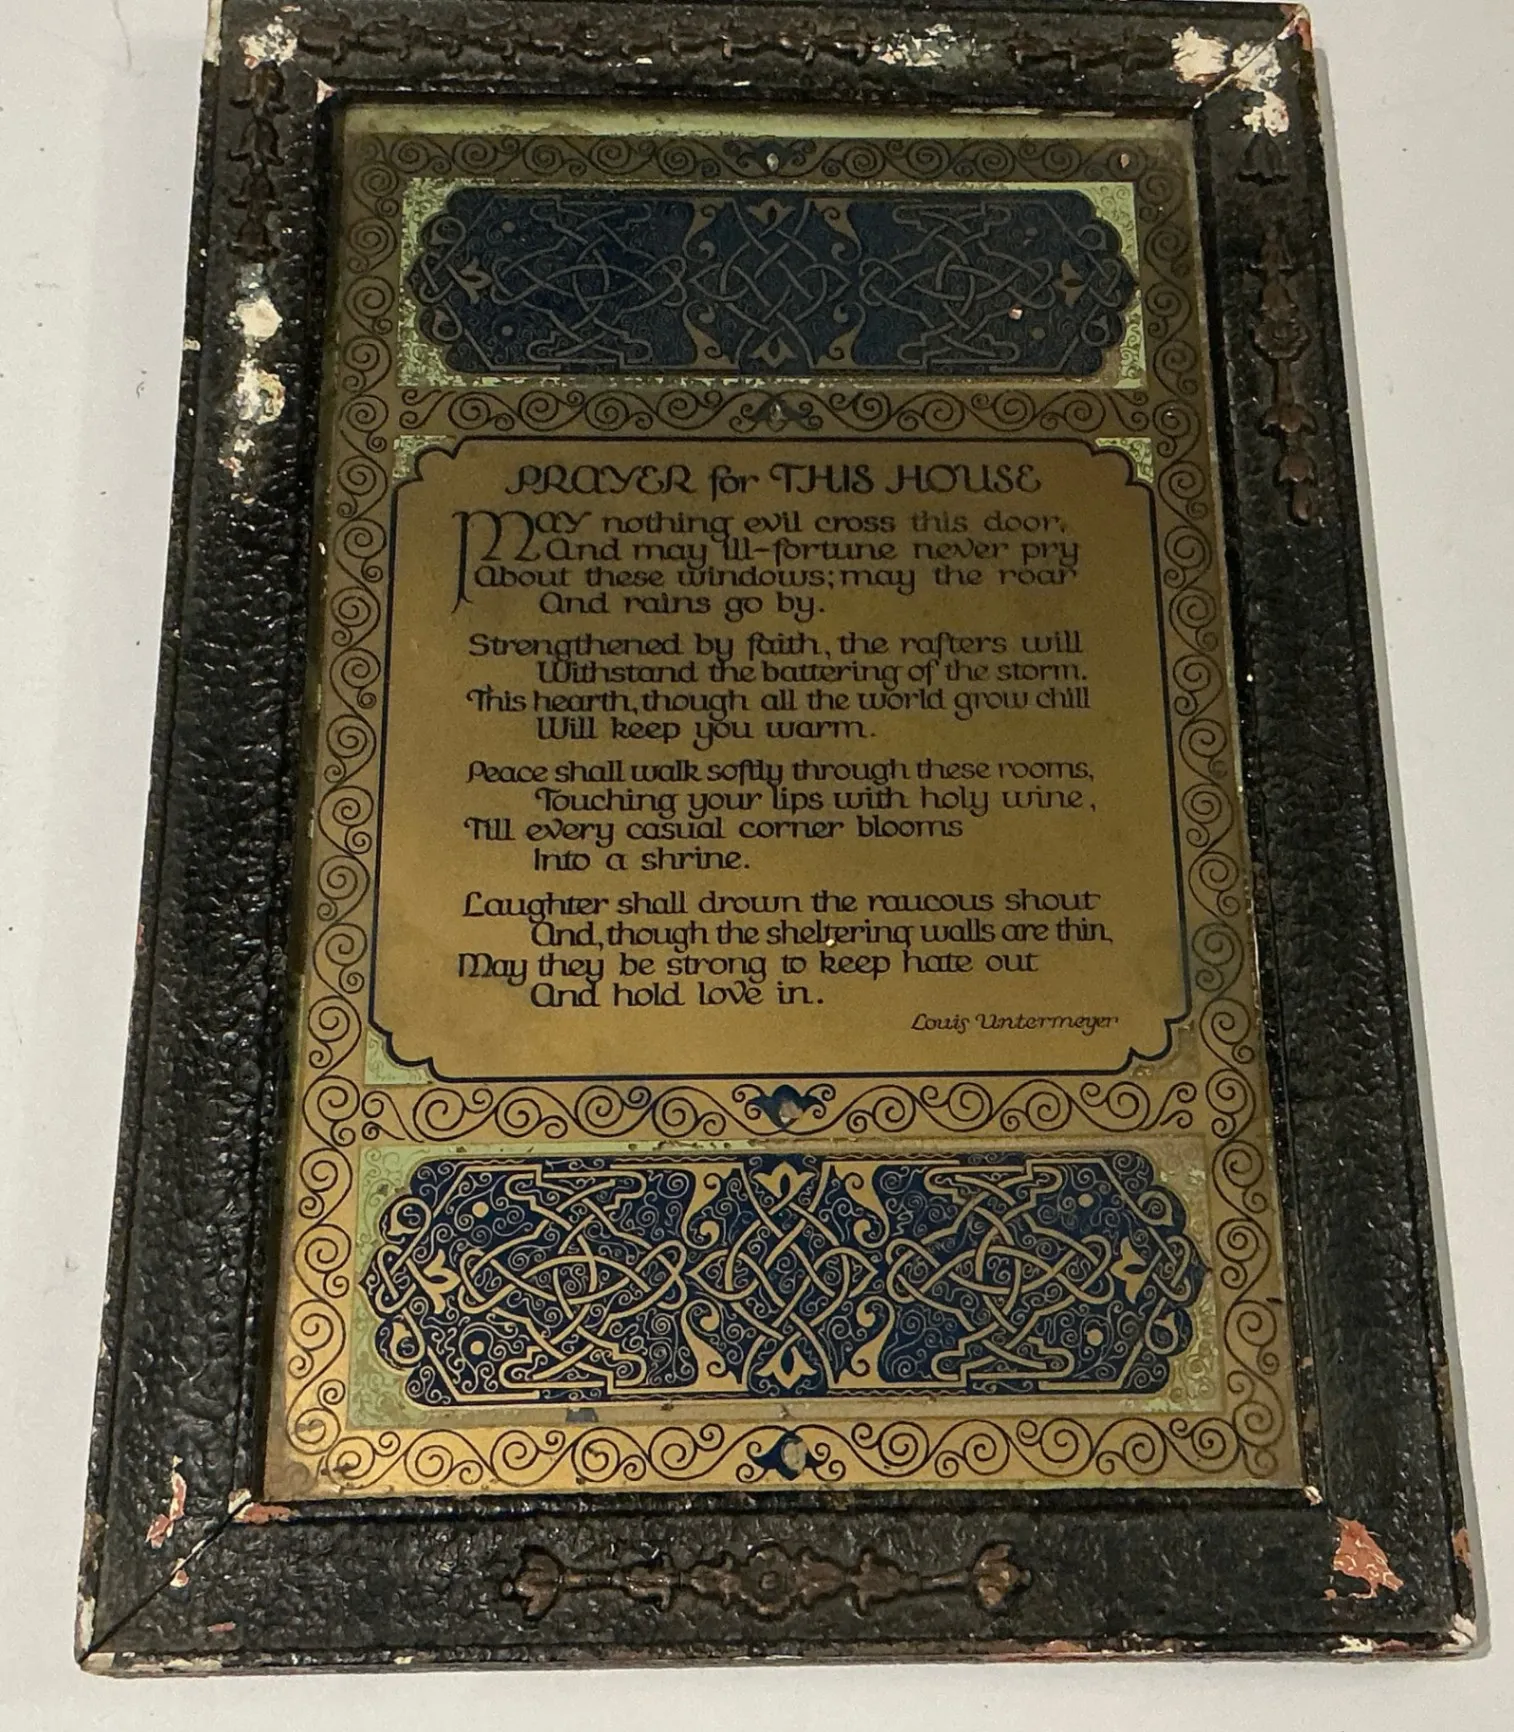 PRAYER for THIS HOUSE
MAY nothing evil cross this door,
And may ill-fortune never pry
About these windows; may the roar
And rains go by.
Strengthened by faith, the rafters will
Withstand the battering of the storm.
This hearth, though all the world grow chill
Will keep you warm.
Peace shall walk softly through these rooms,
Touching your lips with holy wine,
Till every casual corner blooms
Into a shrine.
Laughter shall drown the raucous shout
And, though the sheltering walls are thin,
May they be strong to keep hate out
And hold love in.
Louis Untermeyer